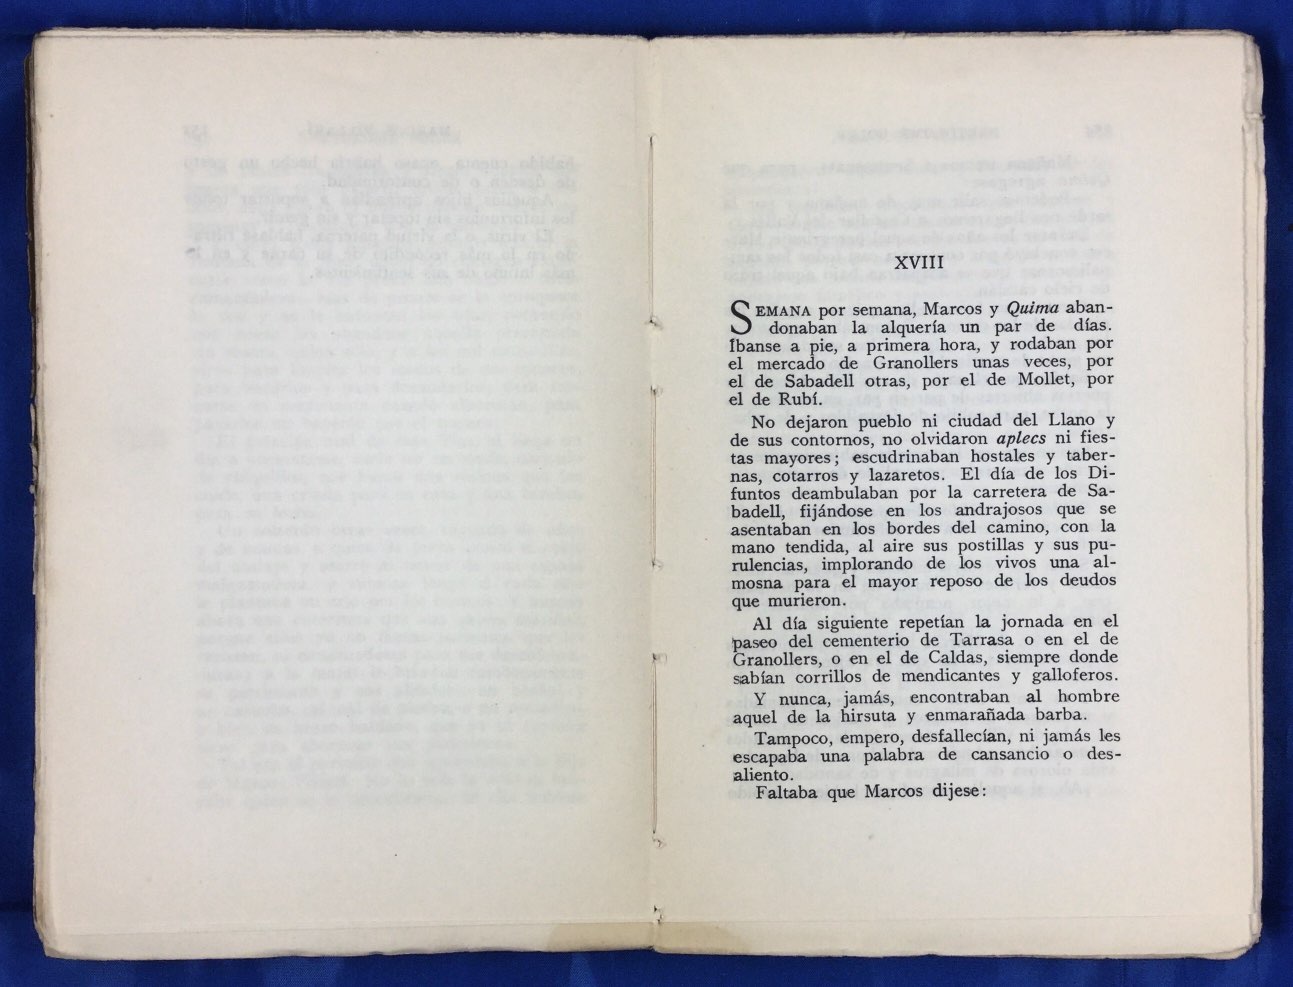 XVIII
SEMANA por semana, Marcos y Quima aban-
donaban la alquería un par de días.
Íbanse a pie, a primera hora, y rodaban por
el mercado de Granollers unas veces, por
el de Sabadell otras, por el de Mollet, por
el de Rubí.
No dejaron pueblo ni ciudad del Llano y
de sus contornos, no olvidaron aplecs ni fies-
tas mayores; escudrinaban hostales y taber-
nas, cotarros y lazaretos. El día de los Di-
funtos deambulaban por la carretera de Sa-
badell, fijándose en los andrajosos que se
asentaban en los bordes del camino, con la
mano tendida, al aire sus postillas y sus pu-
rulencias, implorando de los vivos una al-
mosna para el mayor reposo de los deudos
que murieron.
Al día siguiente repetían la jornada en el
paseo del cementerio de Tarrasa o en el de
Granollers, o en el de Caldas, siempre donde
sabían corrillos de mendicantes y galloferos.
Y nunca, jamás, encontraban al hombre
aquel de la hirsuta y enmarañada barba.
Tampoco, empero, desfallecían, ni jamás les
escapaba una palabra de cansancio o des-
aliento.
Faltaba que Marcos dijese: